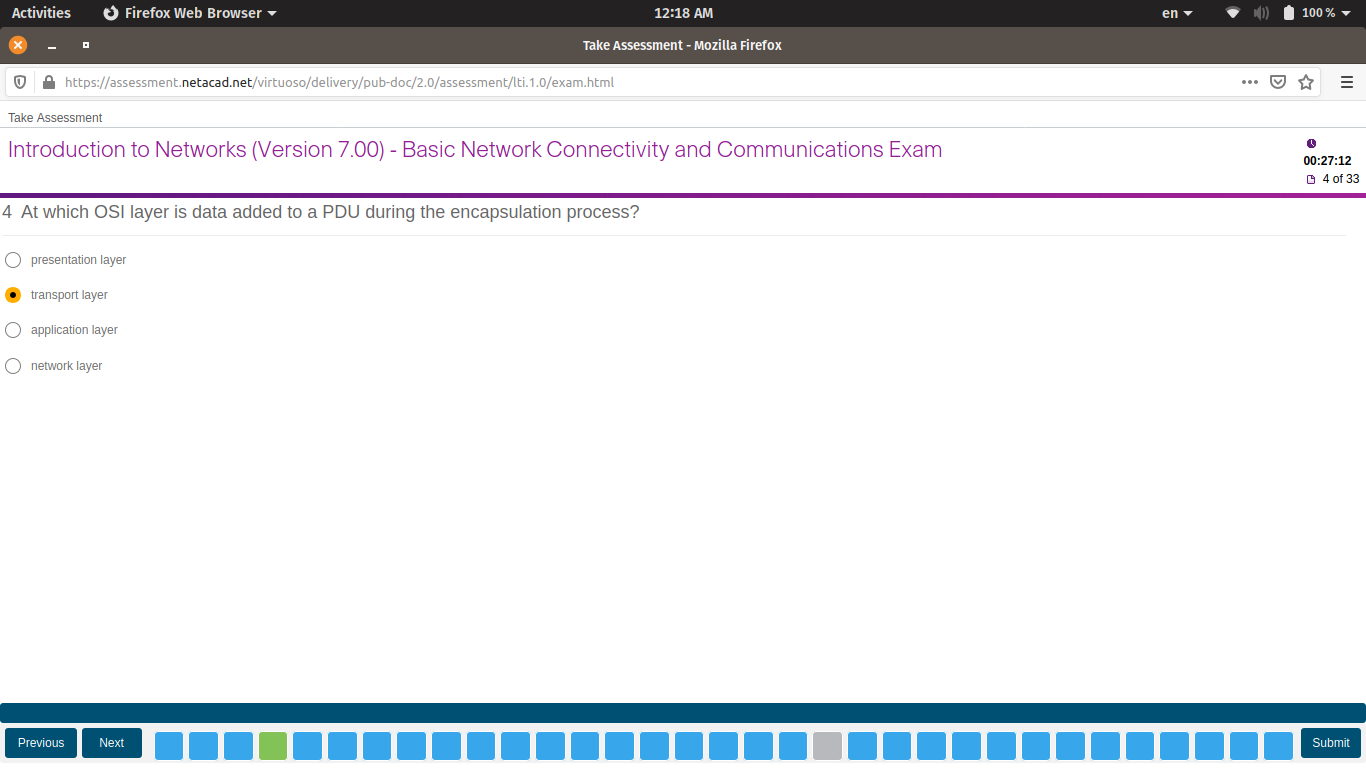 Activities Firefox Web Browser 12:18 AM en 100 %
Take Assessment - Mozilla Firefox
https://assessment.netacad.net/virtuoso/delivery/pub-doc/2.0/assessment/lti.1.0/exam.html
Take Assessment
Introduction to Networks (Version 7.00) - Basic Network Connectivity and Communications Exam
00:27:12
4 of 33
4 At which OSI layer is data added to a PDU during the encapsulation process?
presentation layer
transport layer
application layer
network layer
Previous Next Submit